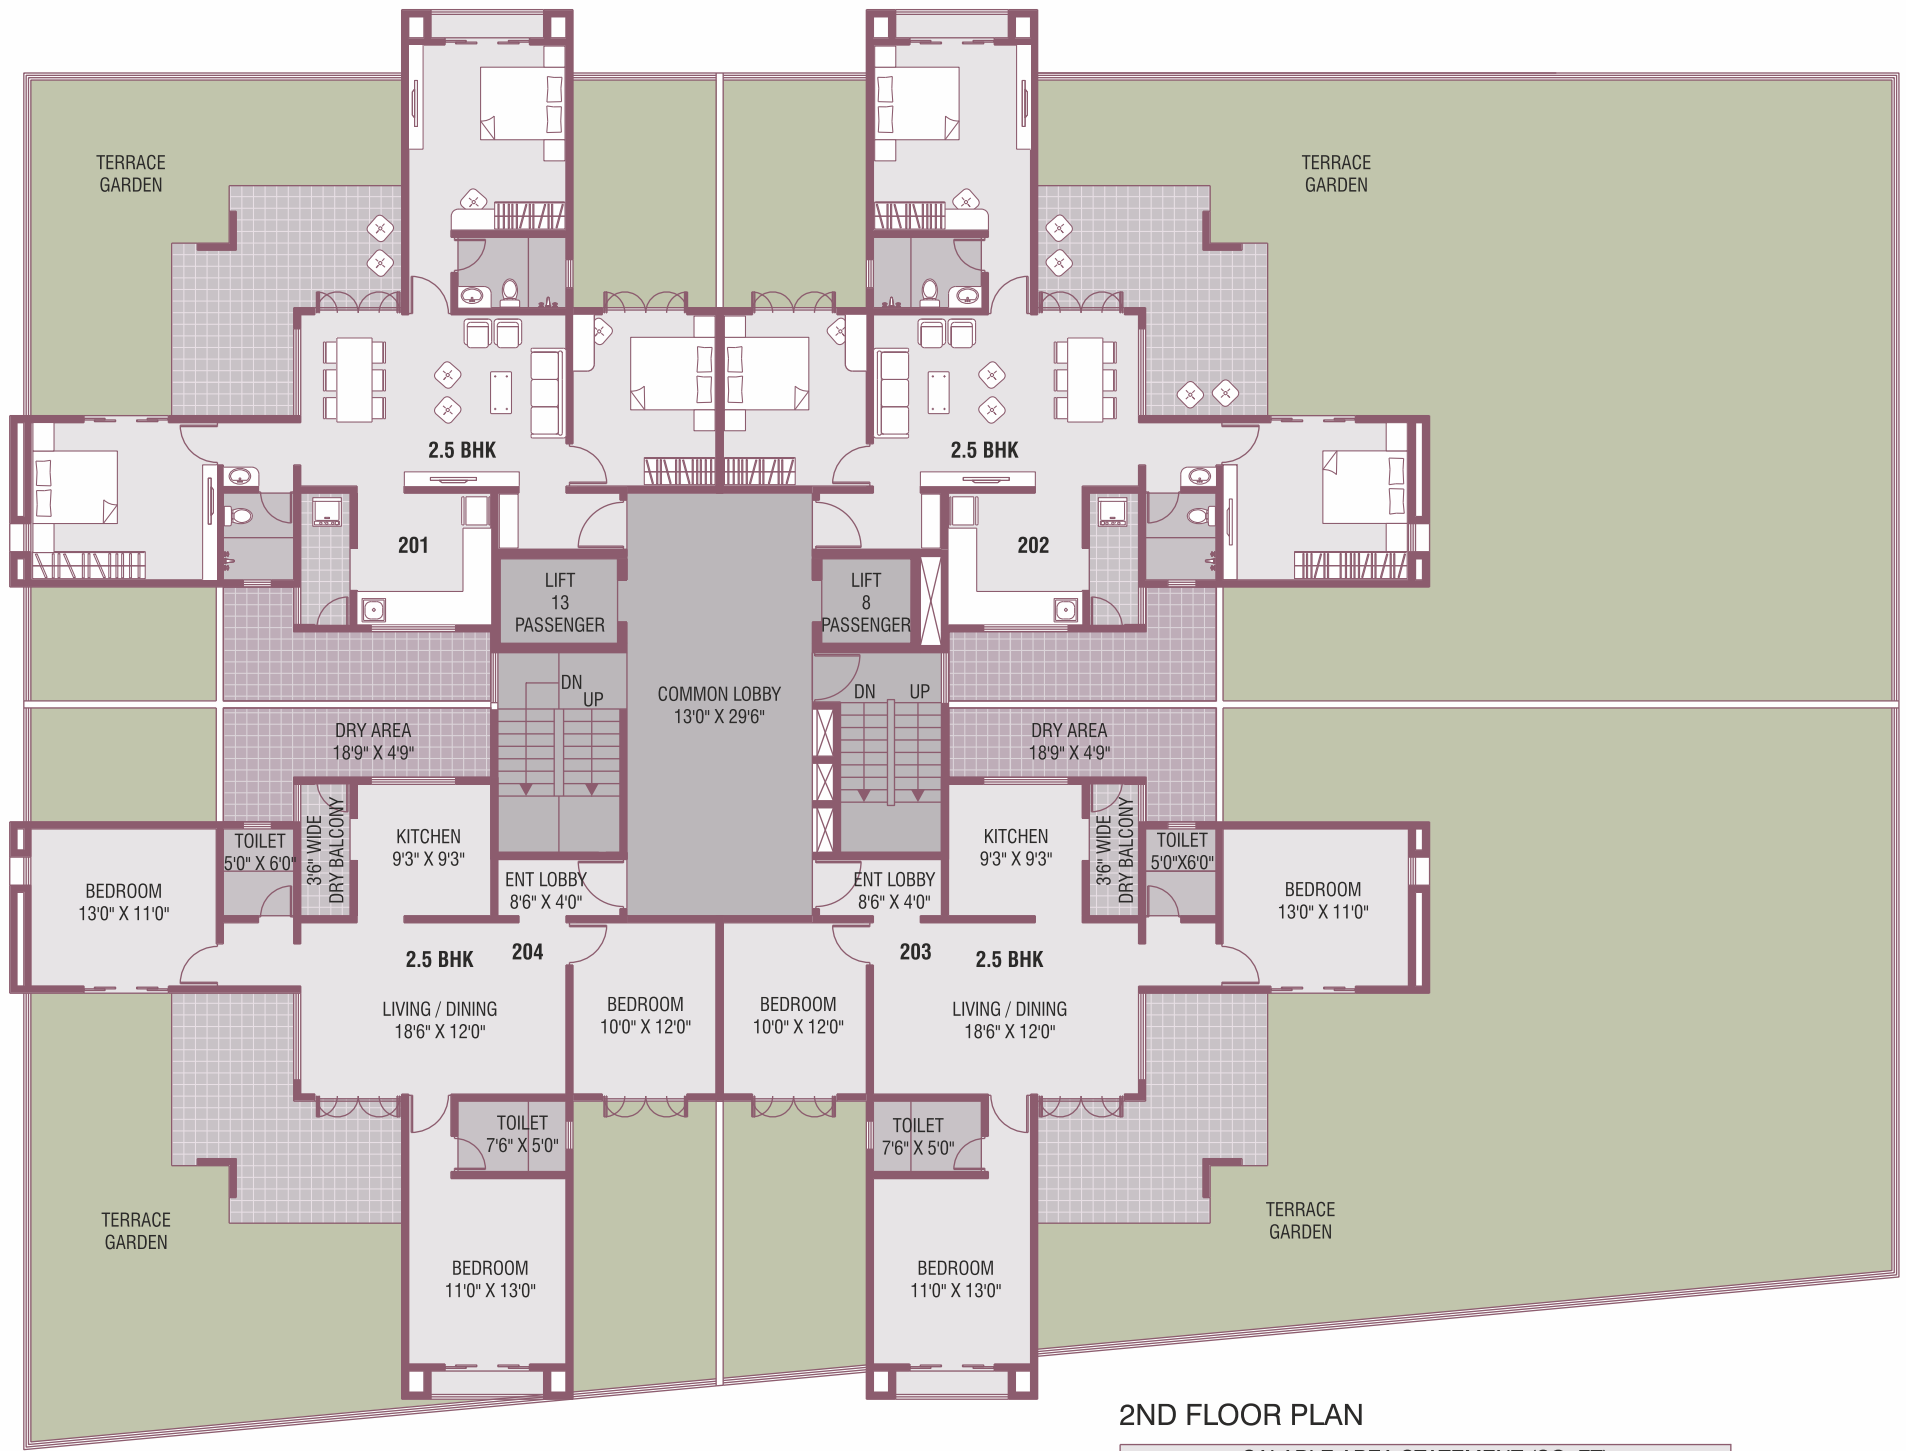 TERRACE
GARDEN
TERRACE
GARDEN
2.5 BHK
2.5 BHK
201
202
LIFT
13
PASSENGER
LIFT
8
PASSENGER
DN
UP
COMMON LOBBY
13'0" X 29'6"
DN
UP
DRY AREA
18'9" X 4'9"
DRY AREA
18'9" X 4'9"
TOILET
5'0" X 6'0"
3'6" WIDE
DRY BALCONY
KITCHEN
9'3" X 9'3"
KITCHEN
9'3" X 9'3"
3'6" WIDE
DRY BALCONY
TOILET
5'0"X6'0"
BEDROOM
13'0" X 11'0"
ENT LOBBY
8'6" X 4'0"
ENT LOBBY
8'6" X 4'0"
BEDROOM
13'0" X 11'0"
2.5 BHK
204
203
2.5 BHK
LIVING / DINING
18'6" X 12'0"
BEDROOM
10'0" X 12'0"
BEDROOM
10'0" X 12'0"
LIVING / DINING
18'6" X 12'0"
TOILET
7'6" X 5'0"
TOILET
7'6" X 5'0"
TERRACE
GARDEN
TERRACE
GARDEN
BEDROOM
11'0" X 13'0"
BEDROOM
11'0" X 13'0"
2ND FLOOR PLAN